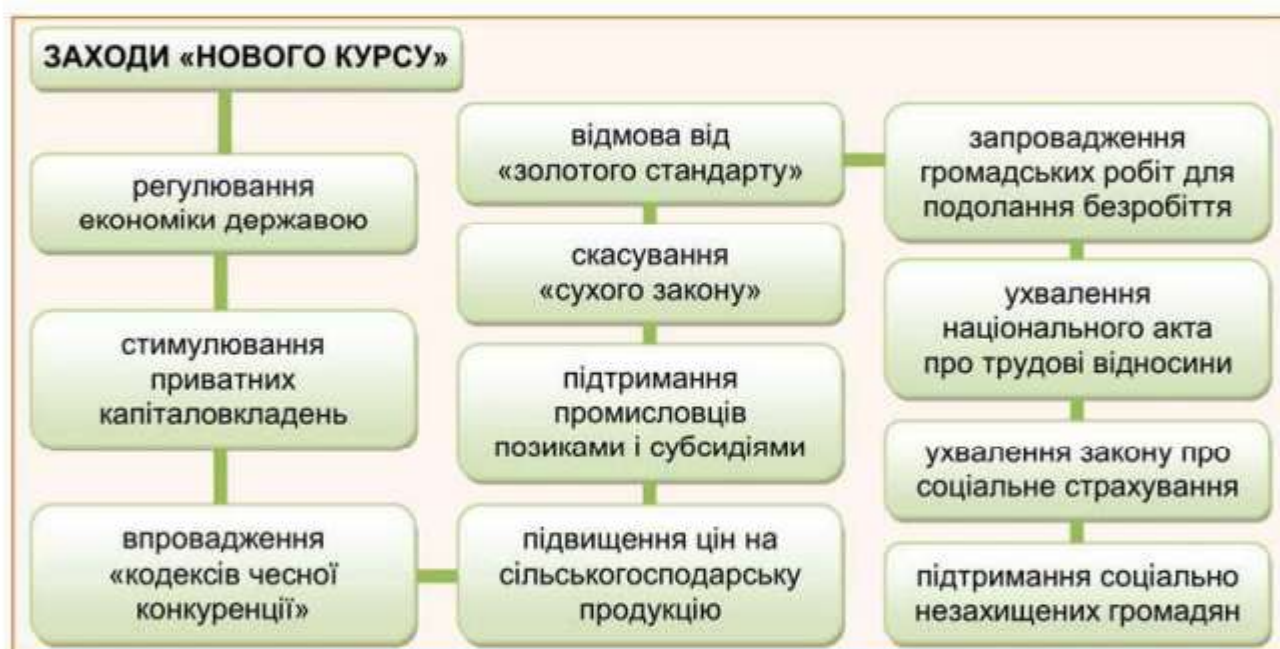 ЗАХОДИ «НОВОГО КУРСУ»
регулювання
економіки державою
стимулювання
приватних
капіталовкладень
впровадження
«кодексів чесної
конкуренції»
підвищення цін на
сільськогосподарську
продукцію
підтримання
промисловців
позиками і субсидіями
скасування
«сухого закону»
відмова від
«золотого стандарту»
запровадження
громадських робіт для
подолання безробіття
ухвалення
національного акта
про трудові відносини
ухвалення закону про
соціальне страхування
підтримання соціально
незахищених громадян